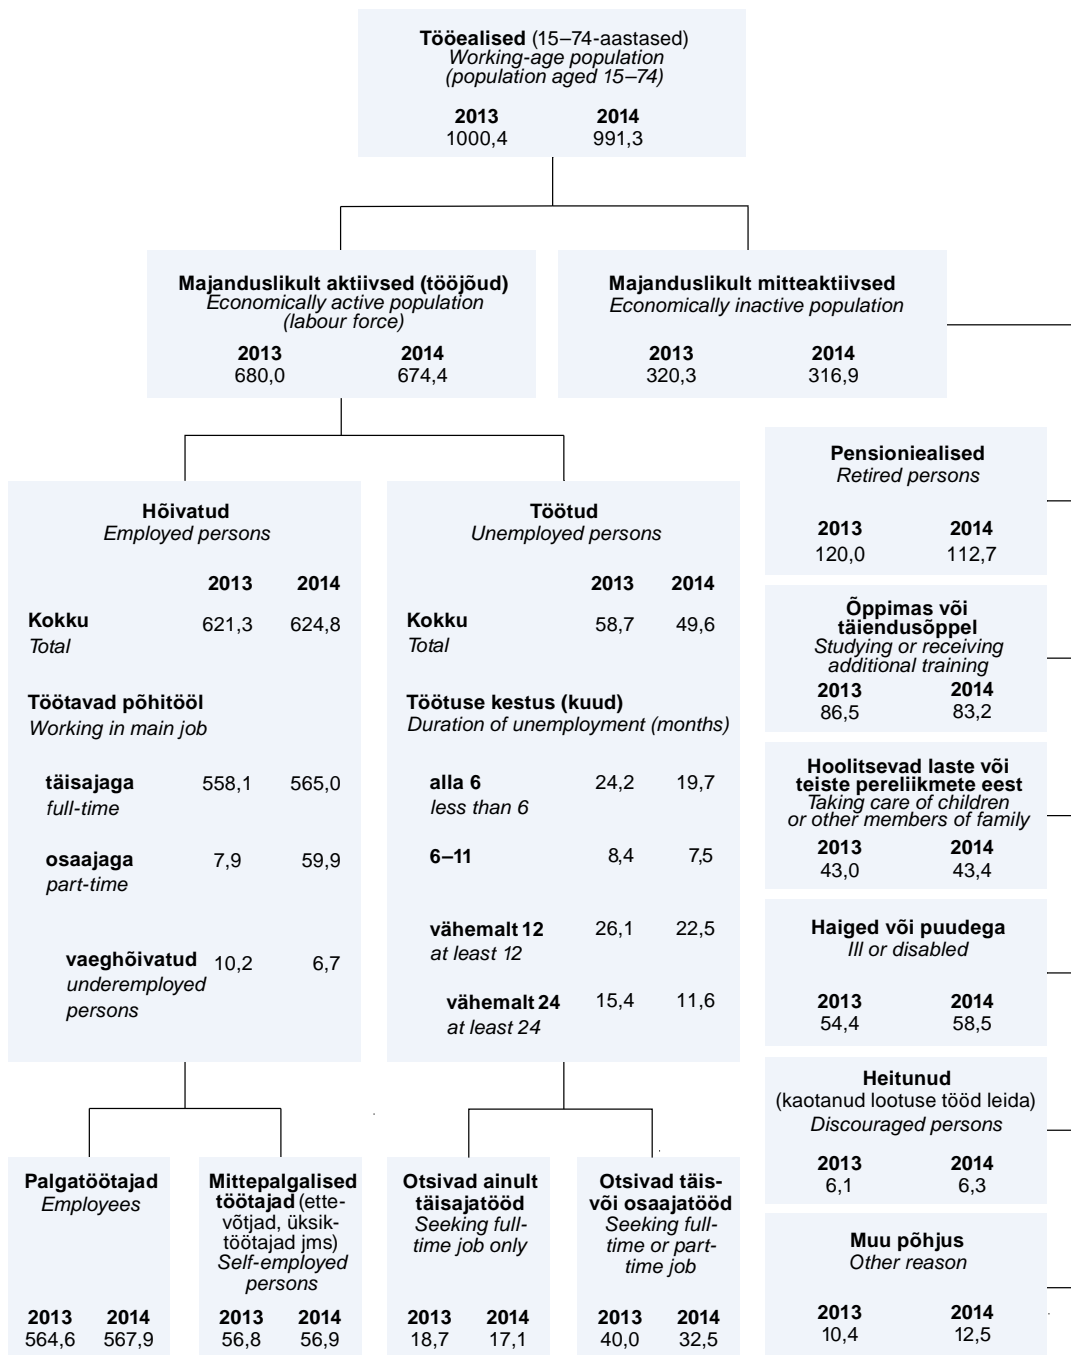 Tööealised (15–74-aastased)
Working-age population
(population aged 15–74)
2013 2014
1000,4 991,3
Majanduslikult aktiivsed (tööjõud)
Economically active population
(labour force)
2013 2014
680,0 674,4
Majanduslikult mitteaktiivsed
Economically inactive population
2013 2014
320,3 316,9
Hõivatud
Employed persons
2013 2014
Kokku 621,3 624,8
Total
Töötavad põhitööl
Working in main job
täisajaga 558,1 565,0
full-time
osaajaga 7,9 59,9
part-time
vaeghõivatud 10,2 6,7
underemployed
persons
Töötud
Unemployed persons
2013 2014
Kokku 58,7 49,6
Total
Töötuse kestus (kuud)
Duration of unemployment (months)
alla 6 24,2 19,7
less than 6
6–11 8,4 7,5
vähemalt 12 26,1 22,5
at least 12
vähemalt 24 15,4 11,6
at least 24
Pensioniealised
Retired persons
2013 2014
120,0 112,7
Õppimas või
täiendusõppel
Studying or receiving
additional training
2013 2014
86,5 83,2
Hoolitsevad laste või
teiste pereliikmete eest
Taking care of children
or other members of family
2013 2014
43,0 43,4
Haiged või puudega
Ill or disabled
2013 2014
54,4 58,5
Heitunud
(kaotanud lootuse tööd leida)
Discouraged persons
2013 2014
6,1 6,3
Muu põhjus
Other reason
2013 2014
10,4 12,5
Palgatöötajad
Employees
2013 2014
564,6 567,9
Mittepalgalised
töötajad (ette-
võtjad, üksik-
töötajad jms)
Self-employed
persons
2013 2014
56,8 56,9
Otsivad ainult
täisajatööd
Seeking full-
time job only
2013 2014
18,7 17,1
Otsivad täis-
või osaajatööd
Seeking full-
time or part-
time job
2013 2014
40,0 32,5